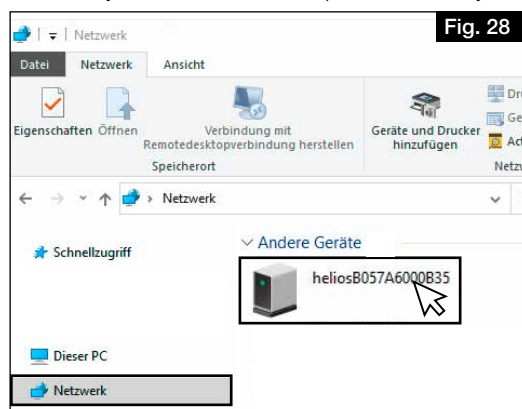 Fig. 28
Netzwerk
Datei Netzwerk Ansicht
Eigenschaften Öffnen Verbindung mit Remotedesktopverbindung herstellen Geräte und Drucker hinzufügen
Speicherort
← → ↑ > Netzwerk
Schnellzugriff
Andere Geräte
heliosB057A6000B35
Dieser PC
Netzwerk